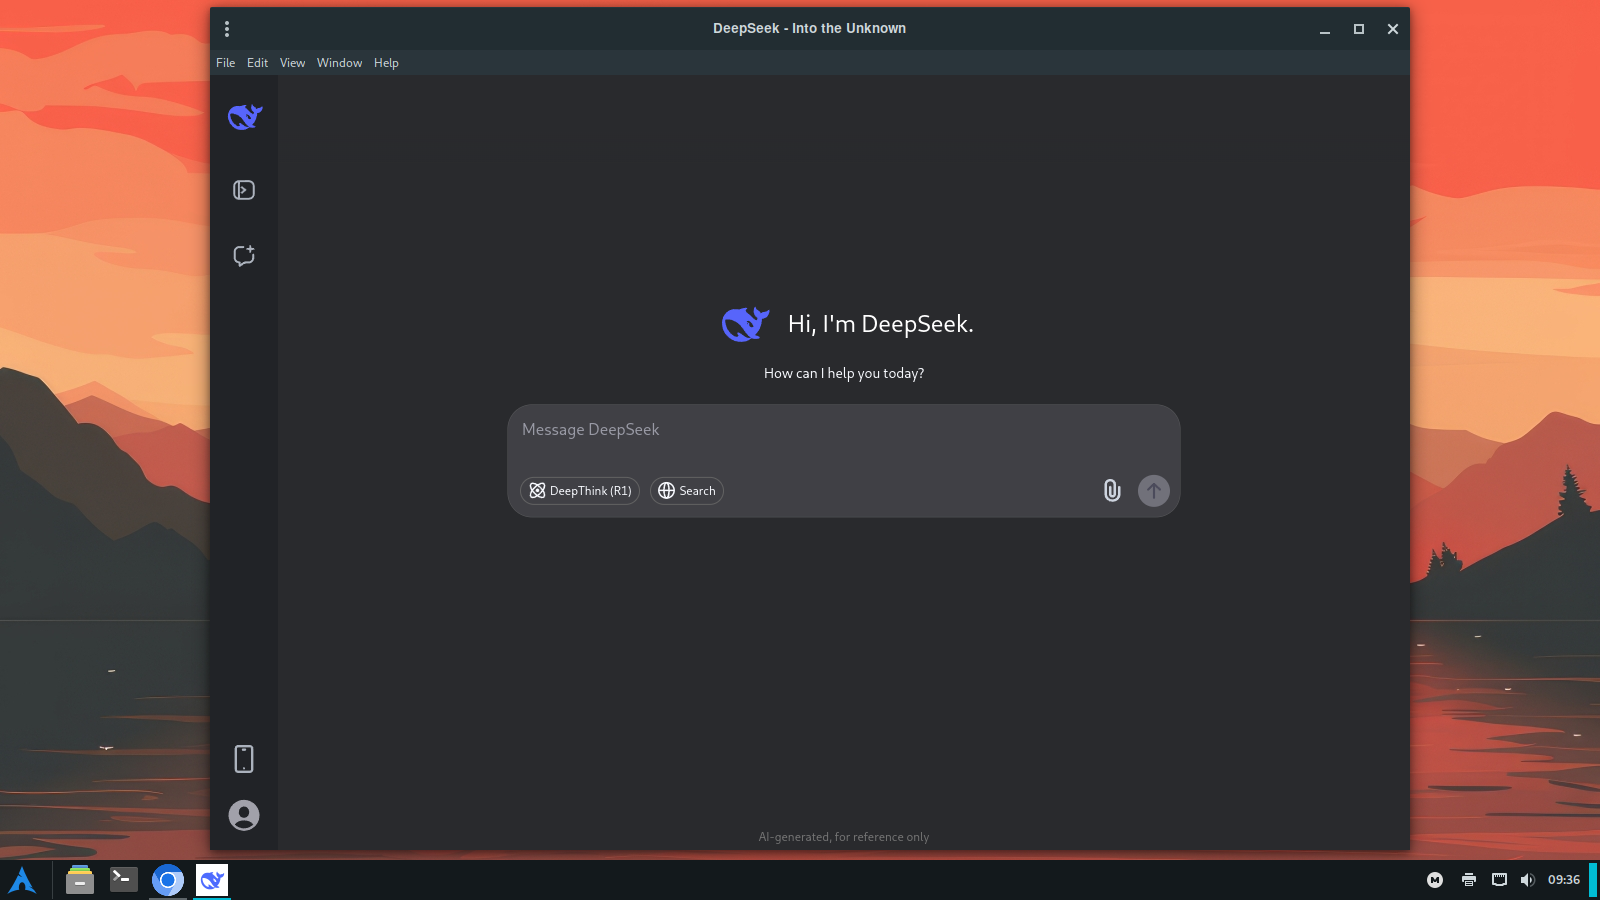 DeepSeek - Into the Unknown
File Edit View Window Help
Hi, I'm DeepSeek.
How can I help you today?
Message DeepSeek
DeepThink (R1) Search
AI-generated, for reference only
M 09:36